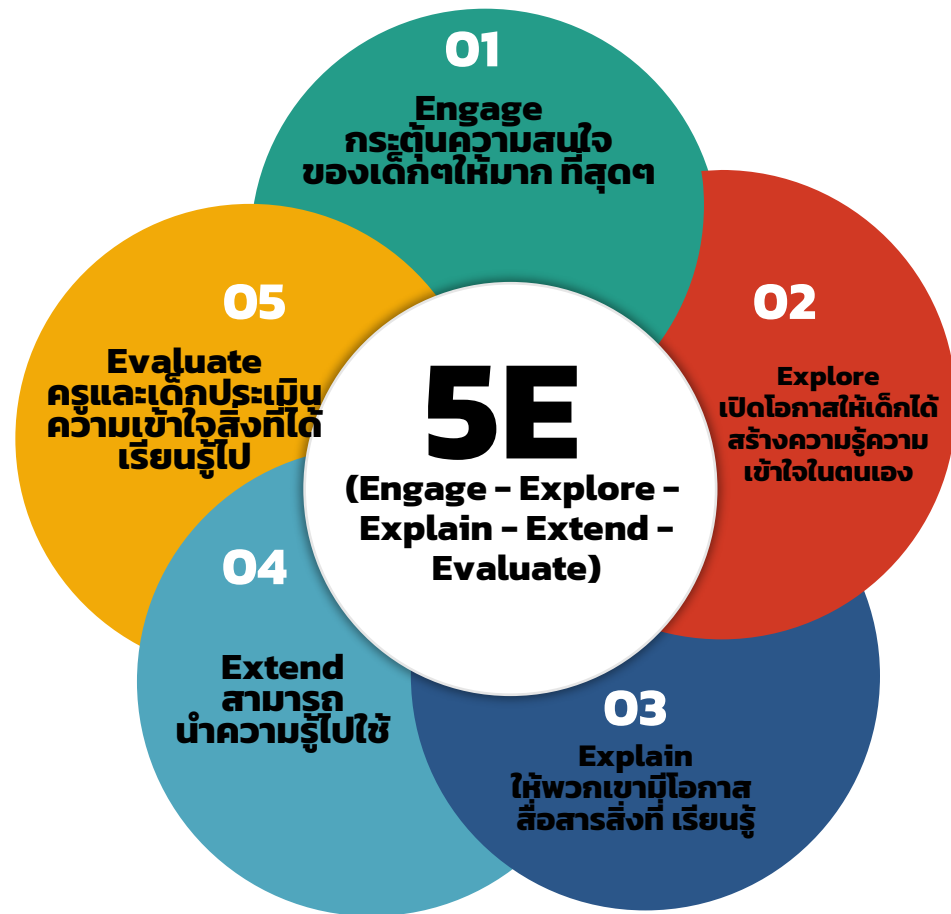 01
Engage
กระตุ้นความสนใจ
ของเด็กๆให้มาก ที่สุดๆ
02
Explore
เปิดโอกาสให้เด็กได้
สร้างความรู้ความ
เข้าใจในตนเอง
03
Explain
ให้พวกเขามีโอกาส
สื่อสารสิ่งที่ เรียนรู้
04
Extend
สามารถ
นำความรู้ไปใช้
05
Evaluate
ครูและเด็กประเมิน
ความเข้าใจสิ่งที่ได้
เรียนรู้ไป
5E
(Engage - Explore -
Explain - Extend -
Evaluate)